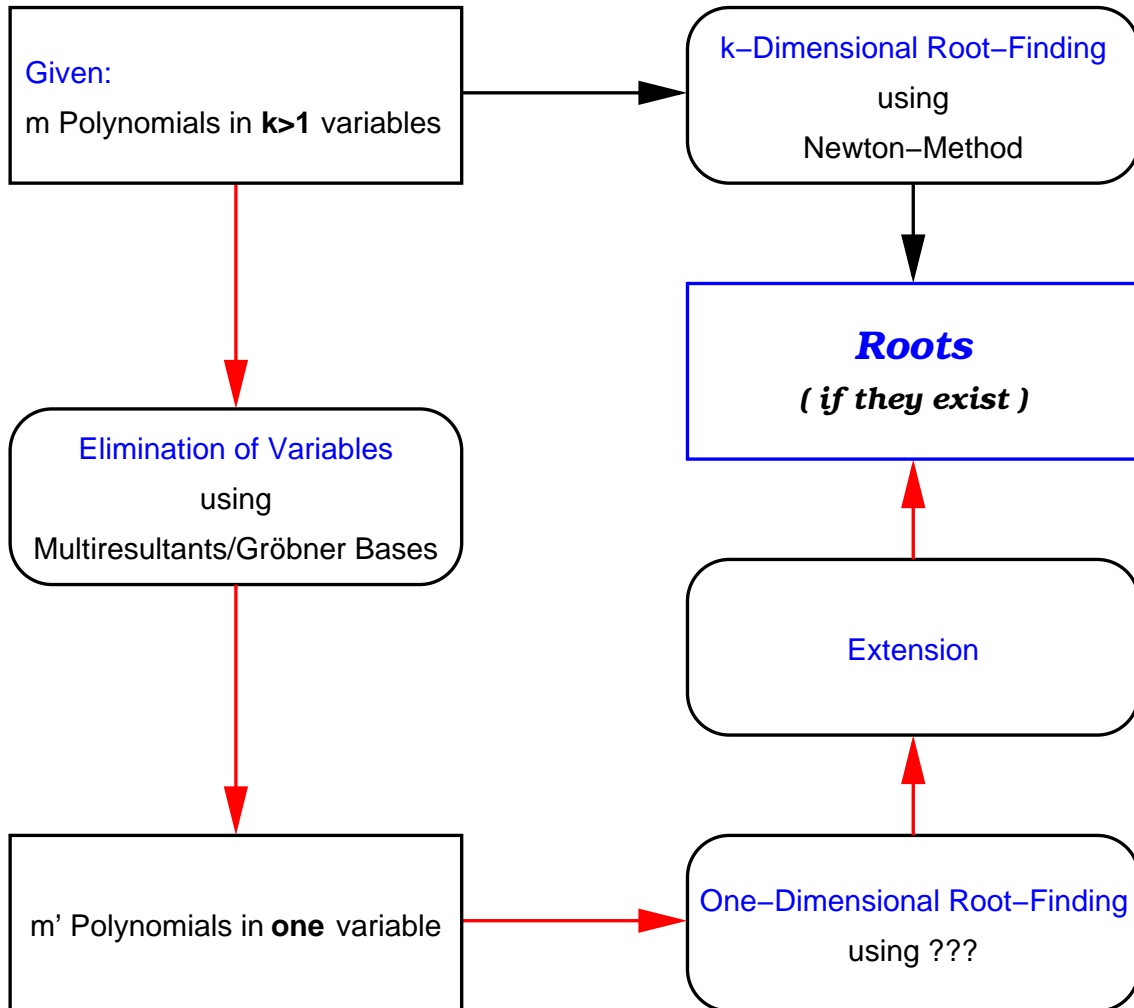 Given:
m Polynomials in k>1 variables
k−Dimensional Root−Finding
using
Newton−Method
Roots
( if they exist )
Elimination of Variables
using
Multiresultants/Gröbner Bases
Extension
m’ Polynomials in one variable
One−Dimensional Root−Finding
using ???